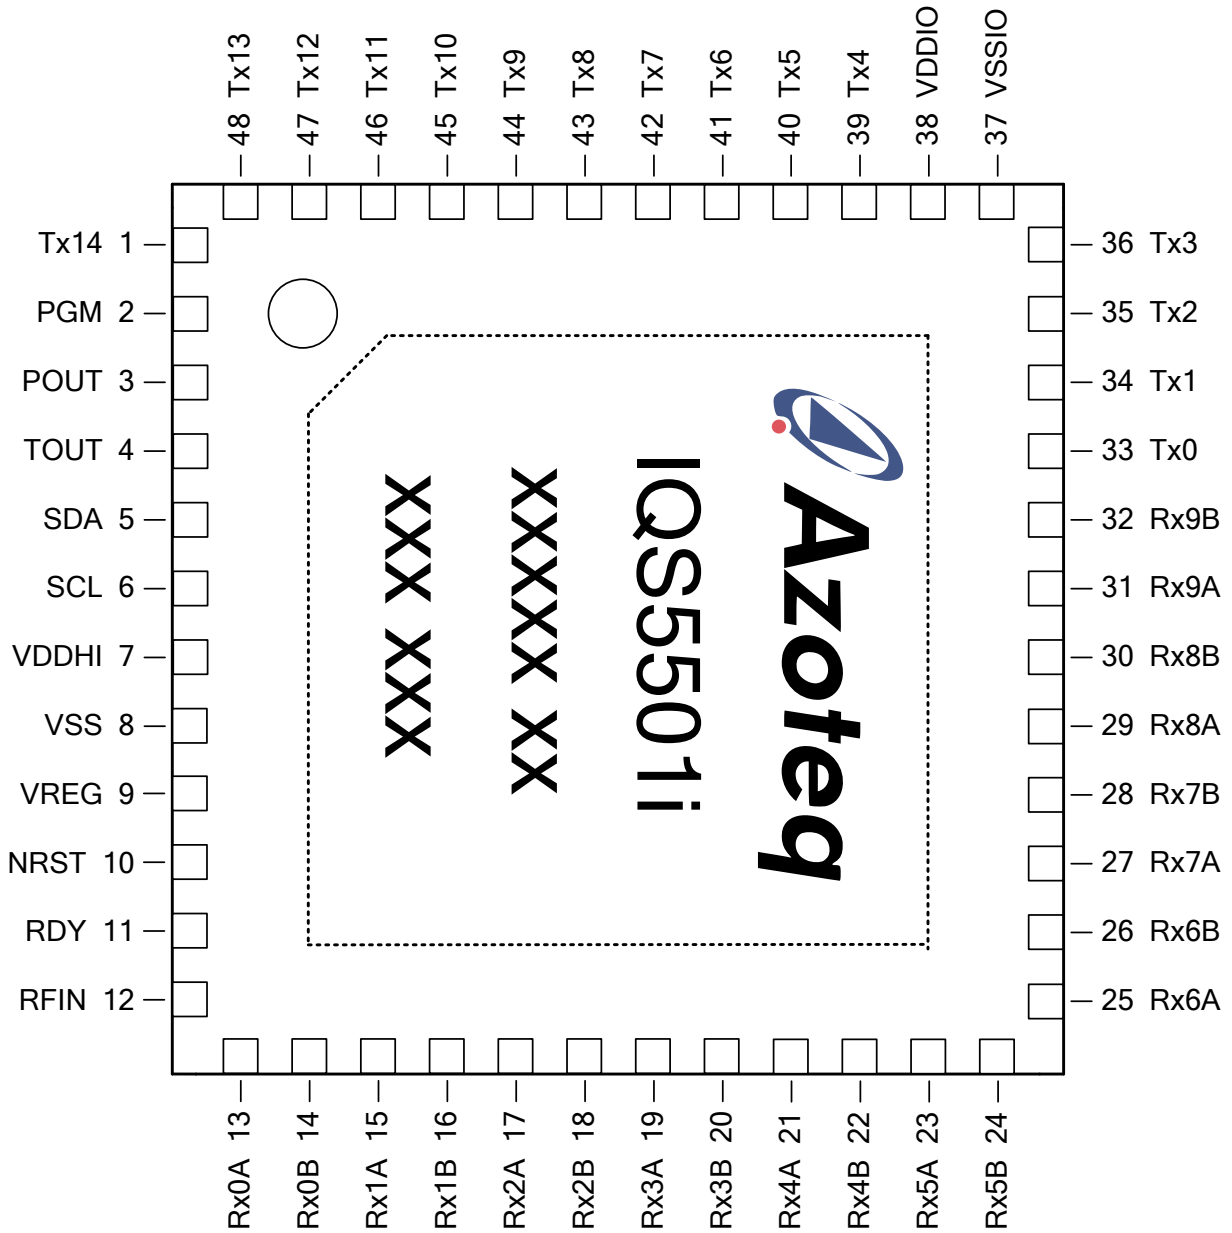 48 Tx13
47 Tx12
46 Tx11
45 Tx10
44 Tx9
43 Tx8
42 Tx7
41 Tx6
40 Tx5
39 Tx4
38 VDDIO
37 VSSIO
Tx14 1
PGM 2
POUT 3
TOUT 4
SDA 5
SCL 6
VDDHI 7
VSS 8
VREG 9
NRST 10
RDY 11
RFIN 12
Azoteq
IQS5501i
XXXXX XX
XXX XXX
36 Tx3
35 Tx2
34 Tx1
33 Tx0
32 Rx9B
31 Rx9A
30 Rx8B
29 Rx8A
28 Rx7B
27 Rx7A
26 Rx6B
25 Rx6A
Rx0A 13
Rx0B 14
Rx1A 15
Rx1B 16
Rx2A 17
Rx2B 18
Rx3A 19
Rx3B 20
Rx4A 21
Rx4B 22
Rx5A 23
Rx5B 24